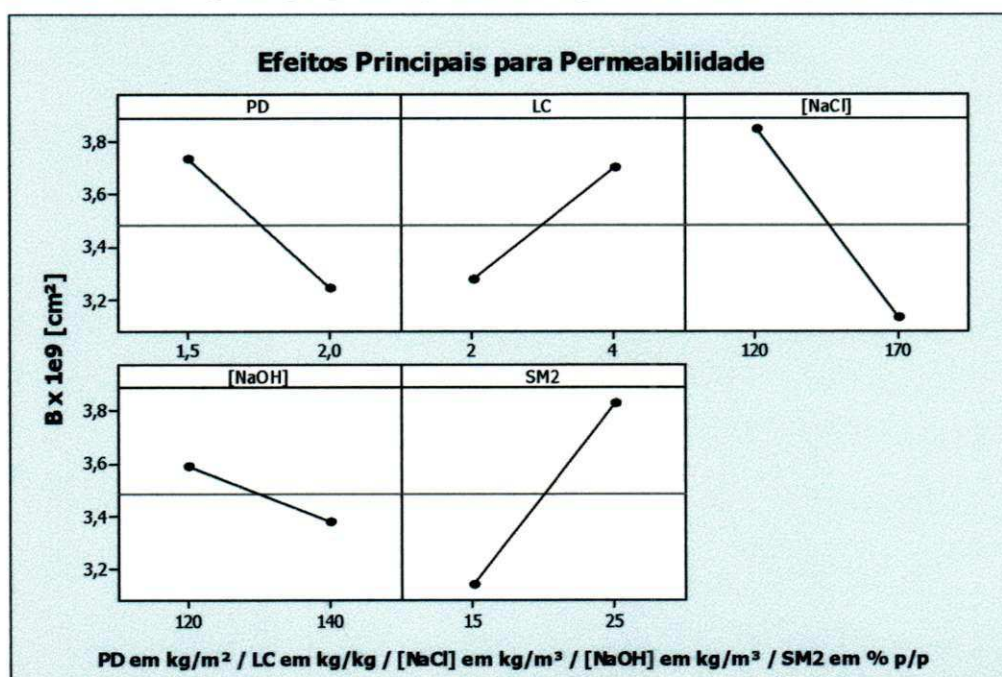 Efeitos Principais para Permeabilidade
PD LC [NaCl]
3,8
3,6
3,4
3,2
1,5 2,0 2 4 120 170
B x 1e9 [cm²]
[NaOH] SM2
3,8
3,6
3,4
3,2
120 140 15 25
PD em kg/m² / LC em kg/kg / [NaCl] em kg/m³ / [NaOH] em kg/m³ / SM2 em % p/p